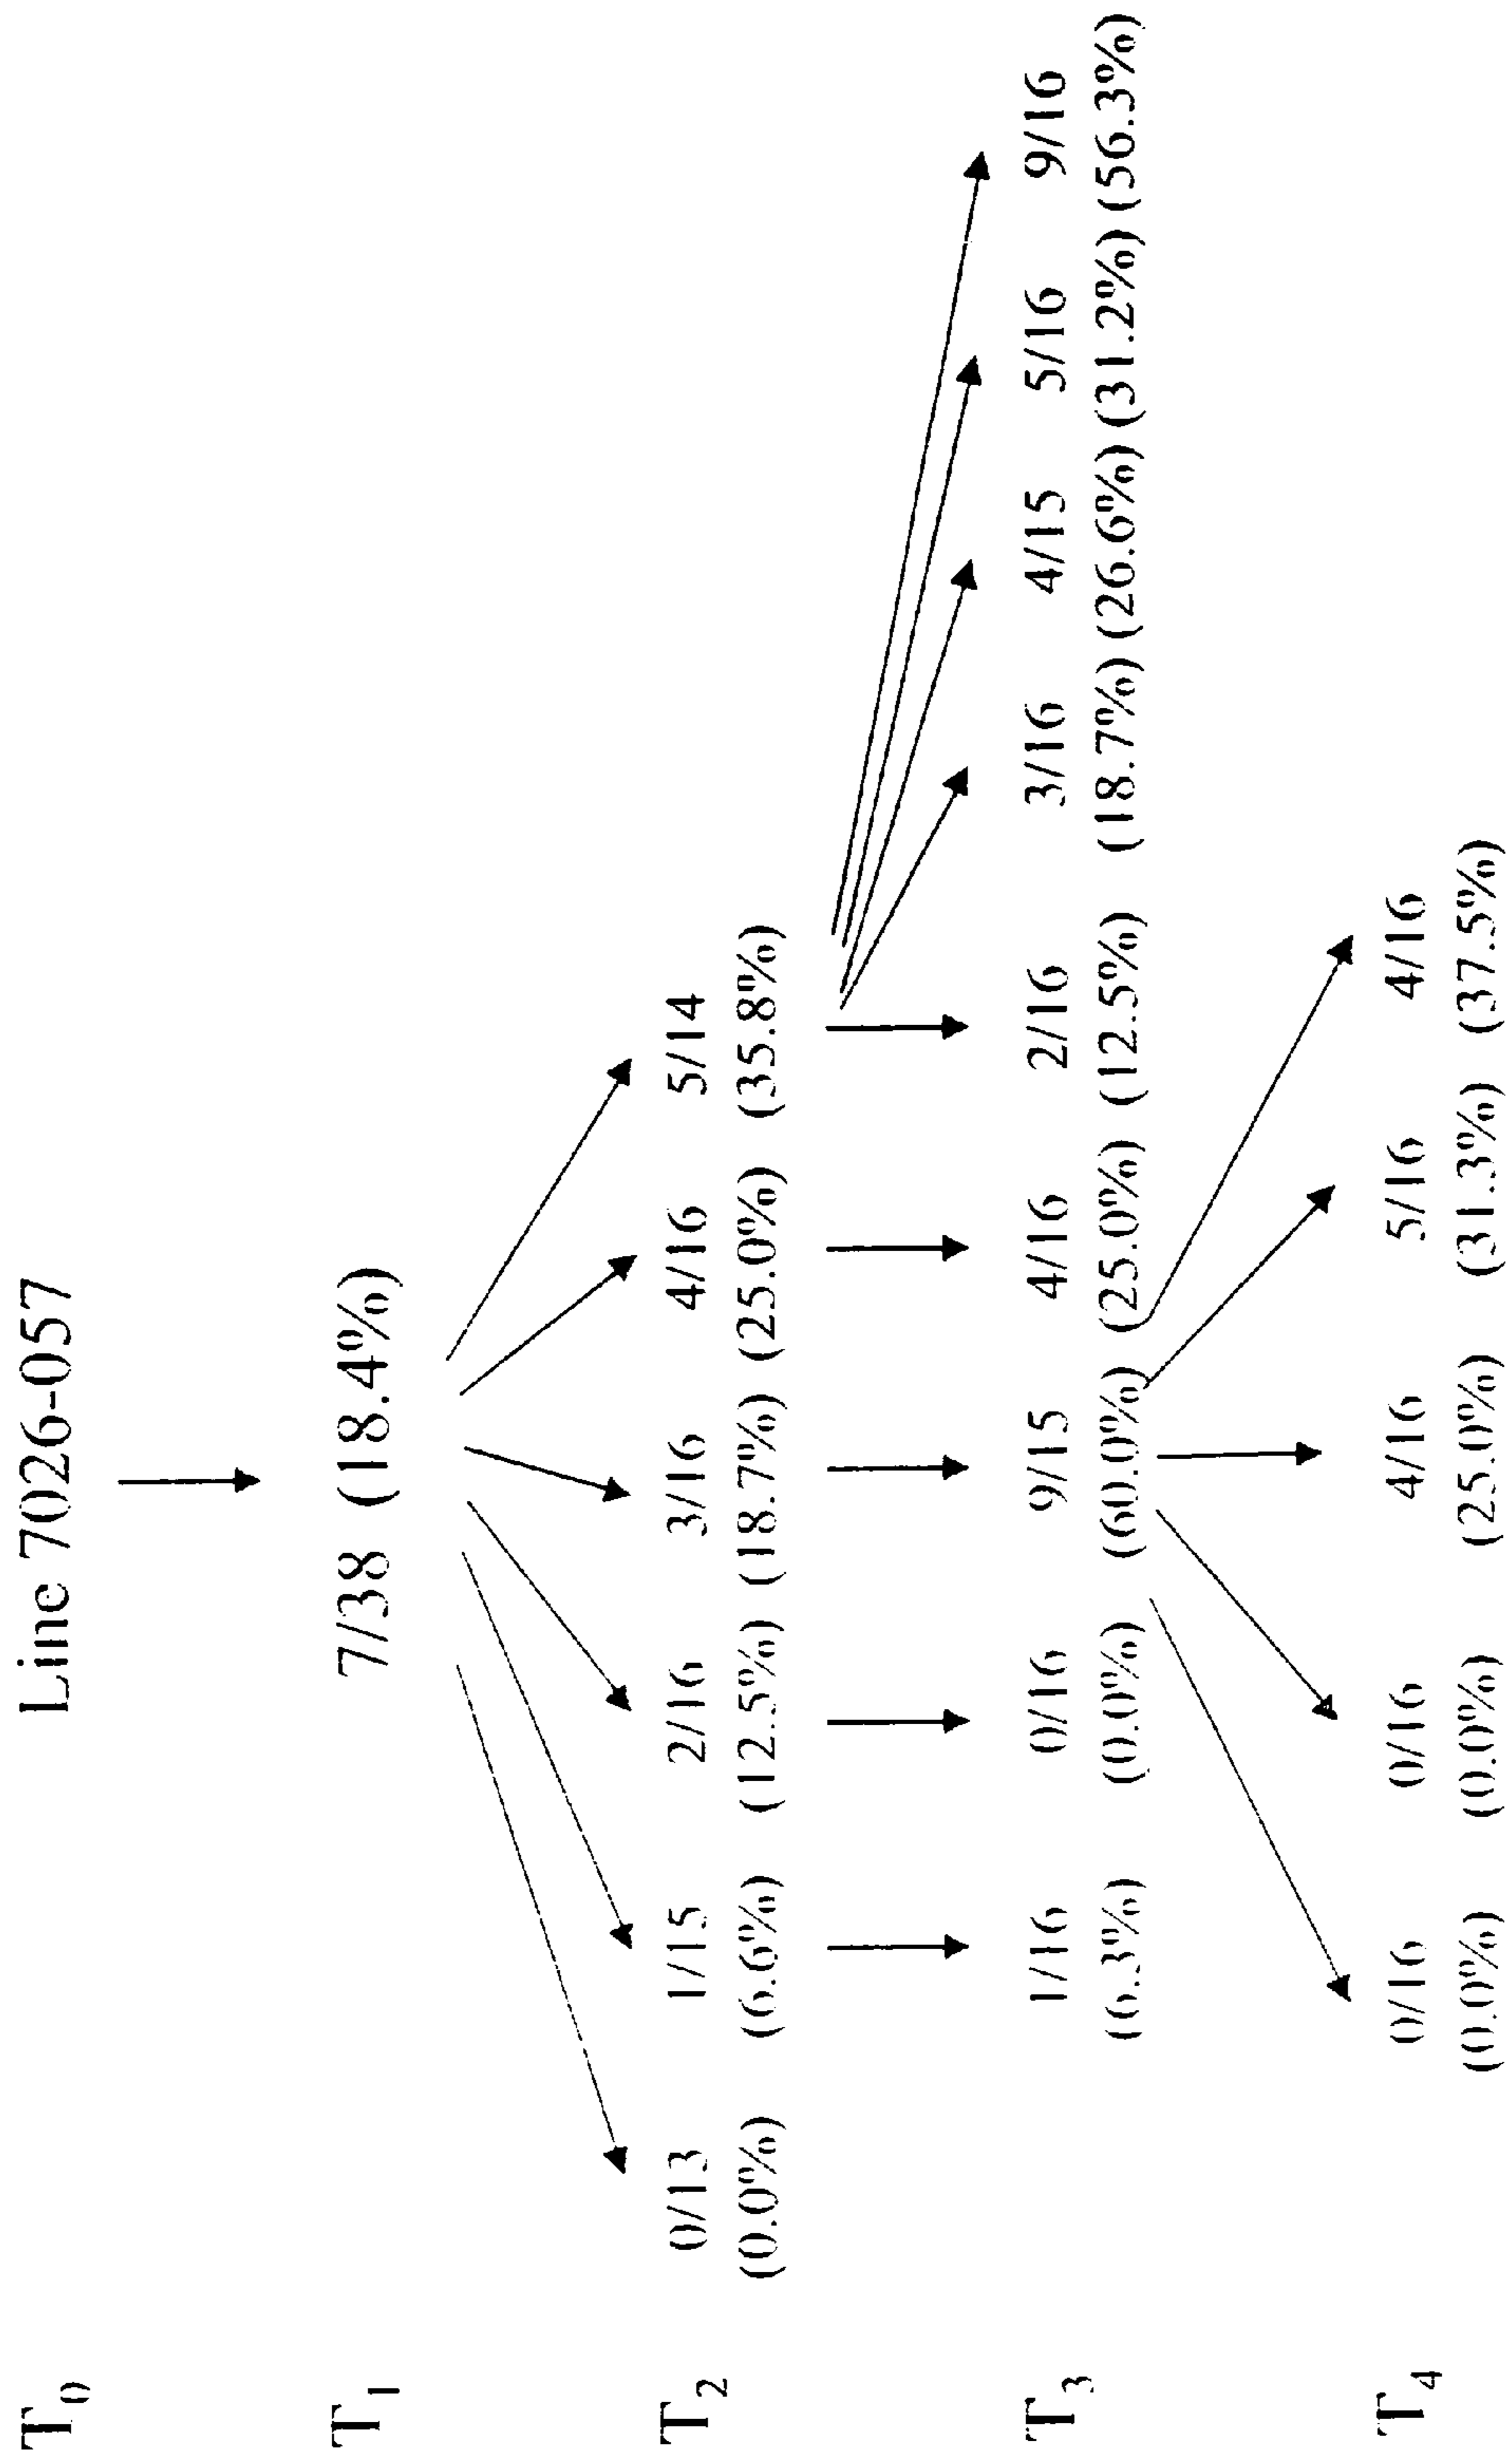 T0 Line 7026-057
T1 7/38 (18.4%)
T2 0/13 1/15 2/16 3/16 4/16 5/14
(0.0%) (6.6%) (12.5%) (18.7%) (25.0%) (35.8%)
T3 1/16 0/16 9/15 4/16 2/16 3/16 4/15 5/16 9/16
(6.3%) (0.0%) (60.0%) (25.0%) (12.5%) (18.7%) (26.6%) (31.2%) (56.3%)
T4 0/16 0/16 4/16 5/16 4/16
(0.0%) (0.0%) (25.0%) (31.3%) (37.5%)